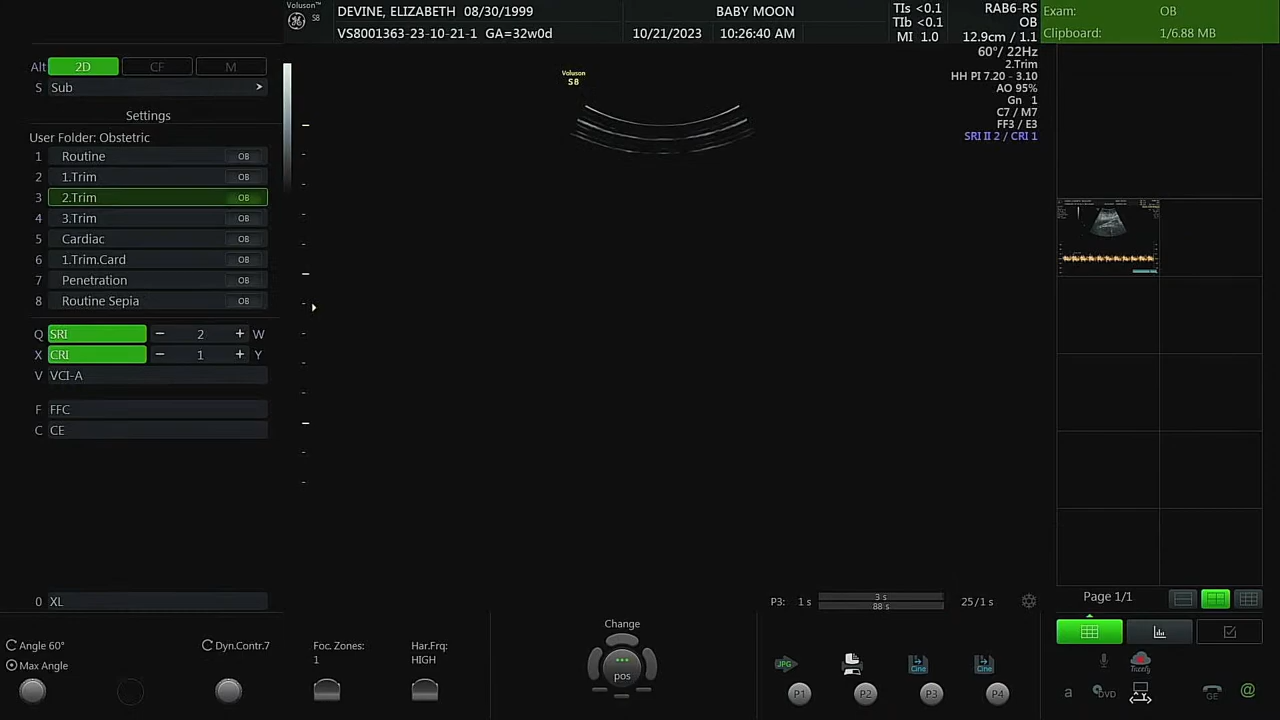 Voluson™
S8
DEVINE, ELIZABETH 08/30/1999
VS8001363-23-10-21-1 GA=32w0d
BABY MOON
10/21/2023 10:26:40 AM
TIs <0.1
TIb <0.1
MI 1.0
RAB6-RS
OB
12.9cm / 1.1
60°/ 22Hz
2.Trim
HH PI 7.20 - 3.10
AO 95%
Gn 1
C7 / M7
FF3 / E3
SRI II 2 / CRI 1
Exam: OB
Clipboard: 1/6.88 MB
Alt 2D CF M
S Sub >
Settings
User Folder: Obstetric
1 Routine OB
2 1.Trim OB
3 2.Trim OB
4 3.Trim OB
5 Cardiac OB
6 1.Trim.Card OB
7 Penetration OB
8 Routine Sepia OB
Q SRI − 2 + W
X CRI − 1 + Y
V VCI-A
F FFC
C CE
0 XL
Voluson
S8
P3: 1 s 3 s 25/1 s
88 s
Page 1/1
Angle 60°
Max Angle
Dyn.Contr.7
Foc. Zones:
1
Har.Frq:
HIGH
Change
pos
JPG
Cine
Cine
P1 P2 P3 P4
Tricefy
a DVD GE @